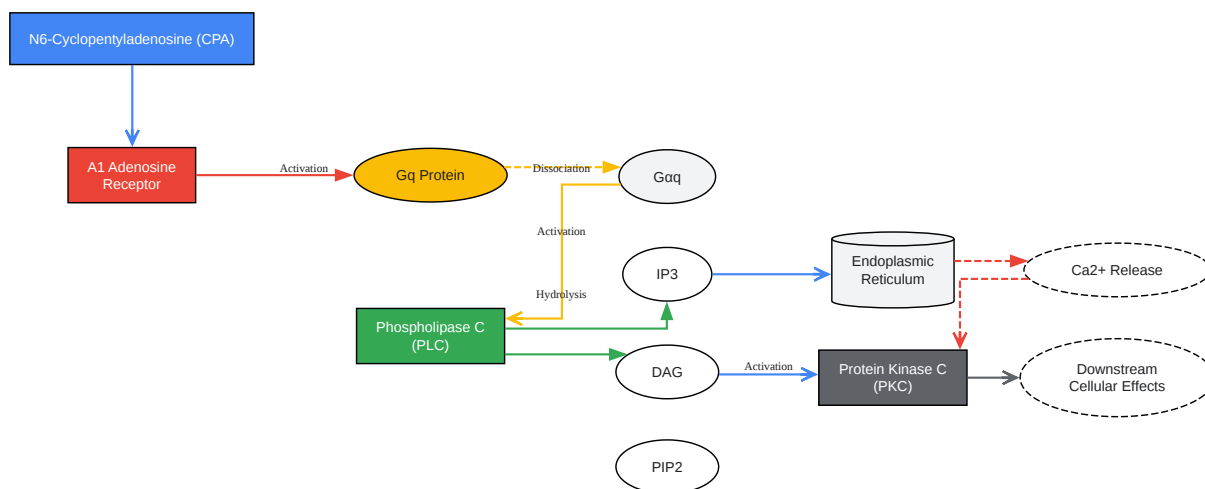 N6-Cyclopentyladenosine (CPA)
A1 Adenosine
Receptor
Activation
Gq Protein
Dissociation
Gαq
Activation
Hydrolysis
IP3
Endoplasmic
Reticulum
Ca2+ Release
Phospholipase C
(PLC)
DAG
Activation
Protein Kinase C
(PKC)
Downstream
Cellular Effects
PIP2